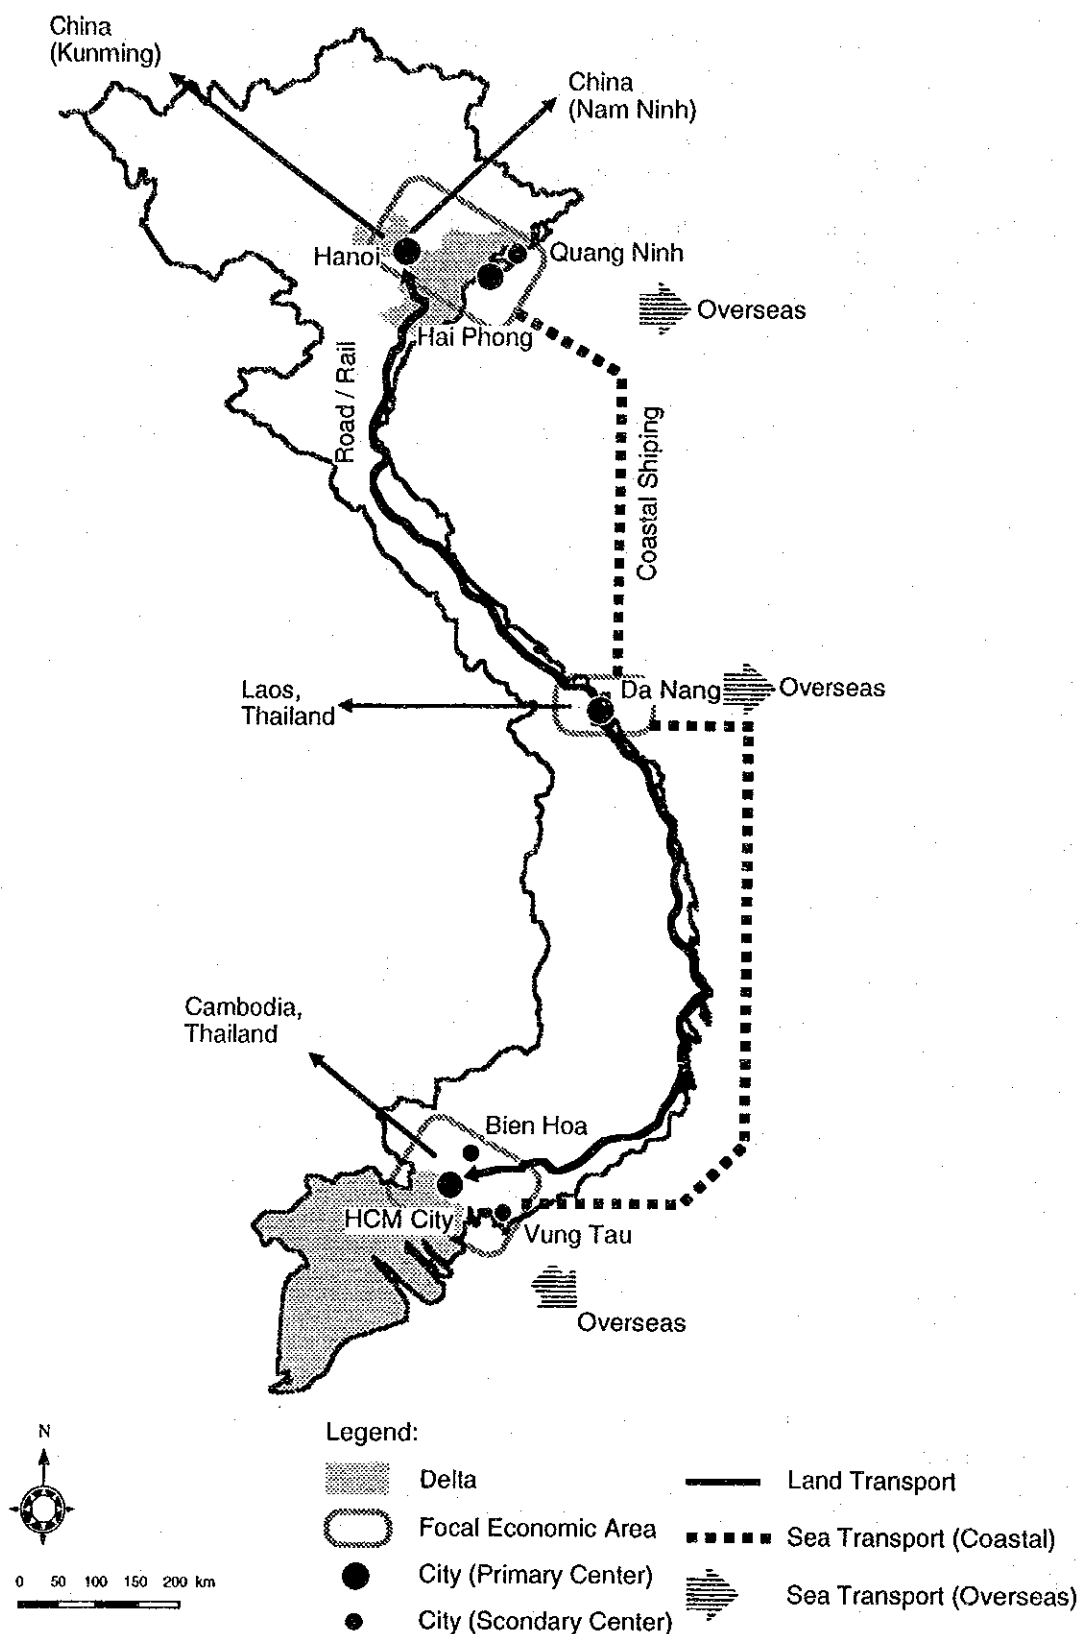 China
(Kunming)
China
(Nam Ninh)
Hanoi
Quang Ninh
Overseas
Hai Phong
Road / Rail
Coastal Shiping
Laos,
Thailand
Da Nang
Overseas
Cambodia,
Thailand
Bien Hoa
HCM City
Vung Tau
Overseas
N
0 50 100 150 200 km
Legend:
Delta
Focal Economic Area
City (Primary Center)
City (Scondary Center)
Land Transport
Sea Transport (Coastal)
Sea Transport (Overseas)